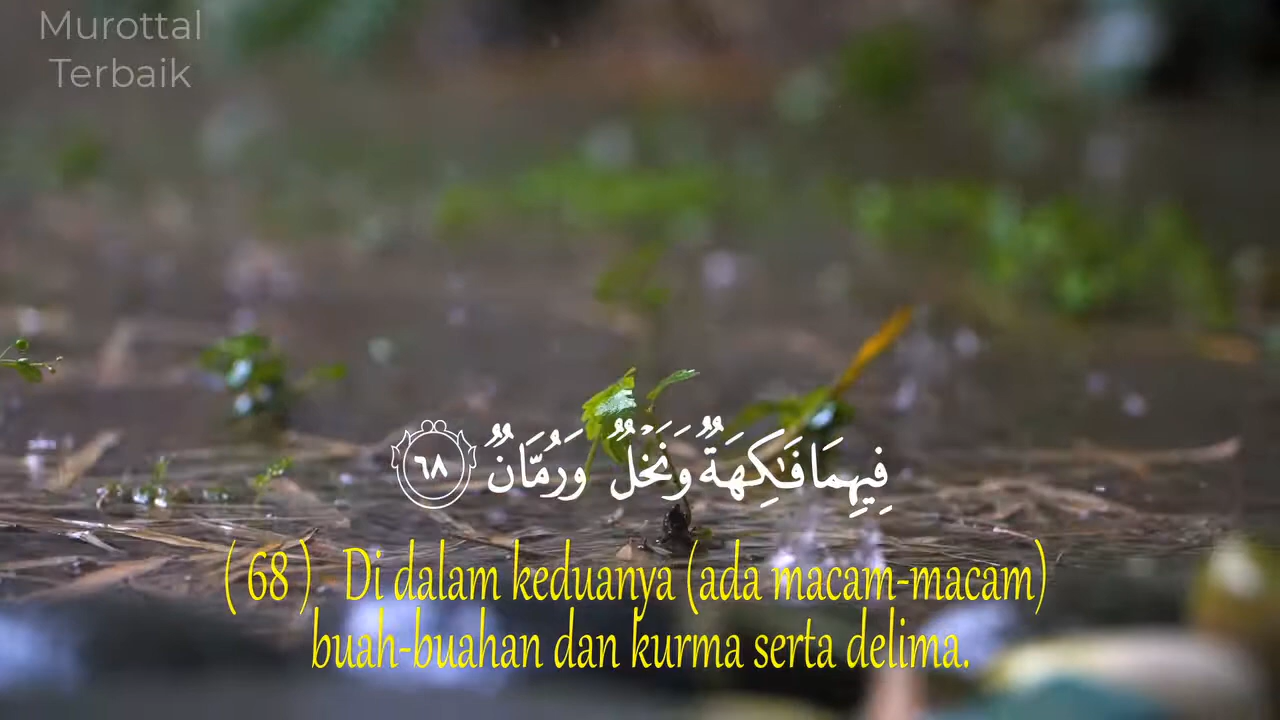 Murottal
Terbaik
فِيهِمَا فَـٰكِهَةٌ وَنَخْلٌ وَرُمَّانٌ ٦٨
( 68 ) Di dalam keduanya (ada macam-macam)
buah-buahan dan kurma serta delima.